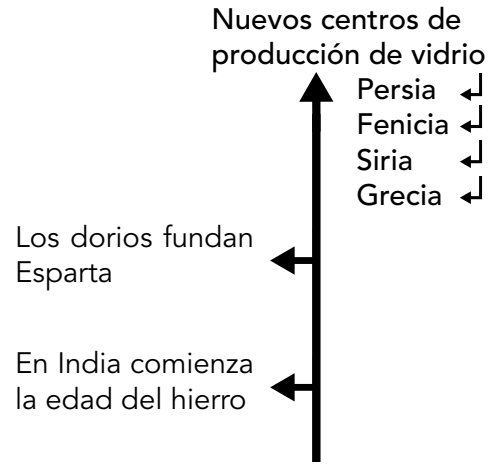 Nuevos centros de
producción de vidrio
Persia
Fenicia
Siria
Grecia
Los dorios fundan
Esparta
En India comienza
la edad del hierro